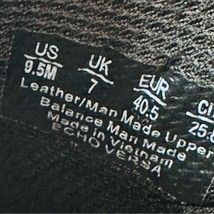 US UK EUR
9.5M 7 40.5
Leather/Man Made Upper
Balance Man Made
Made in Vietnam
ECHO VERSA